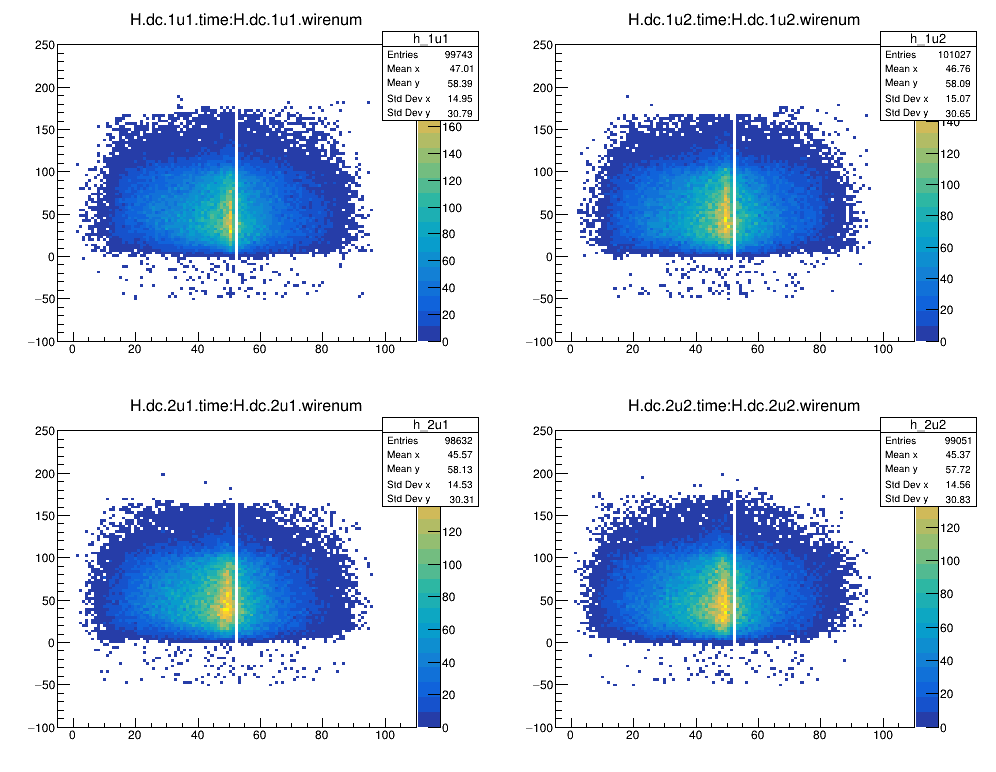 H.dc.1u1.time:H.dc.1u1.wirenum
h_1u1
Entries 99743
Mean x 47.01
Mean y 58.39
Std Dev x 14.95
Std Dev y 30.79
250
200
150
100
50
0
−50
−100
0 20 40 60 80 100
160
140
120
100
80
60
40
20
0
H.dc.1u2.time:H.dc.1u2.wirenum
h_1u2
Entries 101027
Mean x 46.76
Mean y 58.09
Std Dev x 15.07
Std Dev y 30.65
250
200
150
100
50
0
−50
−100
0 20 40 60 80 100
140
120
100
80
60
40
20
0
H.dc.2u1.time:H.dc.2u1.wirenum
h_2u1
Entries 98632
Mean x 45.57
Mean y 58.13
Std Dev x 14.53
Std Dev y 30.31
250
200
150
100
50
0
−50
−100
0 20 40 60 80 100
120
100
80
60
40
20
0
H.dc.2u2.time:H.dc.2u2.wirenum
h_2u2
Entries 99051
Mean x 45.37
Mean y 57.72
Std Dev x 14.56
Std Dev y 30.83
250
200
150
100
50
0
−50
−100
0 20 40 60 80 100
120
100
80
60
40
20
0